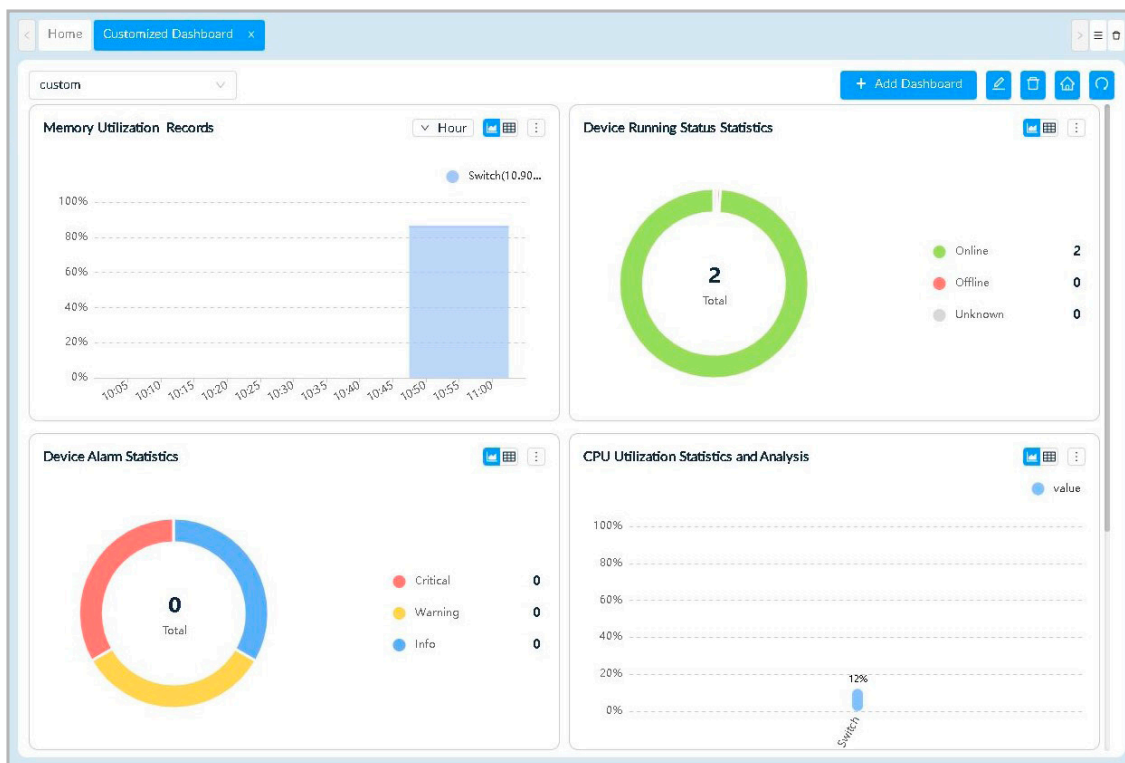 Home
Customized Dashboard x
custom
+ Add Dashboard
Memory Utilization Records
Hour
Switch(10.90...
100%
80%
60%
40%
20%
0%
10:05 10:10 10:15 10:20 10:25 10:30 10:35 10:40 10:45 10:50 10:55 11:00
Device Running Status Statistics
2
Total
Online 2
Offline 0
Unknown 0
Device Alarm Statistics
0
Total
Critical 0
Warning 0
Info 0
CPU Utilization Statistics and Analysis
value
100%
80%
60%
40%
20%
0%
12%
Switch